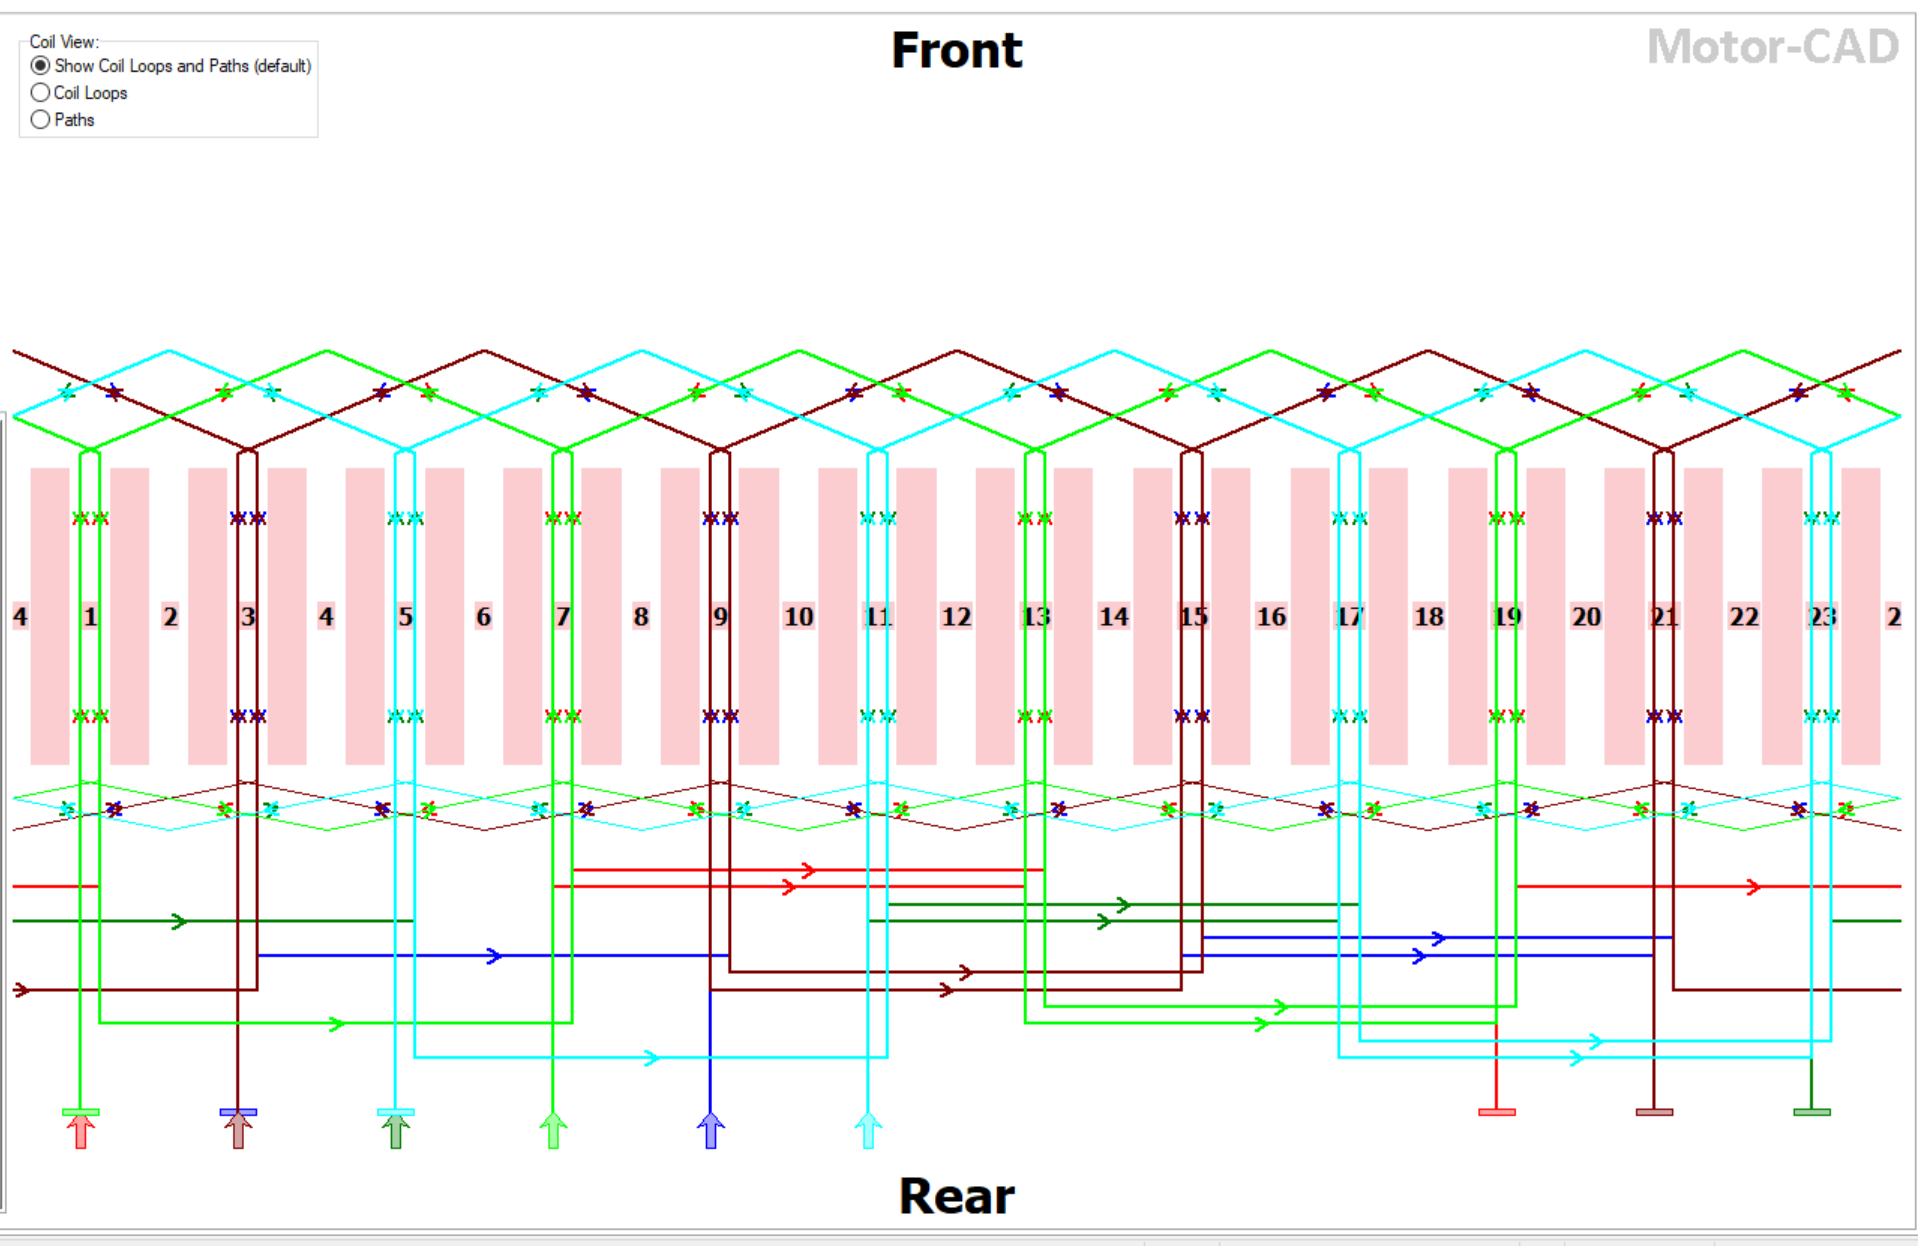 Front
Motor-CAD
Coil View:
Show Coil Loops and Paths (default)
Coil Loops
Paths
4 1 2 3 4 5 6 7 8 9 10 11 12 13 14 15 16 17 18 19 20 21 22 23 2
Rear